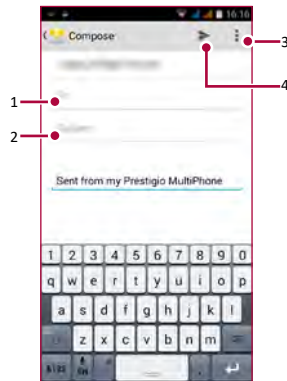 16:16
Compose
3
4
1
2
Sent from my Prestigio MultiPhone
1 2 3 4 5 6 7 8 9 0
q w e r t y u i o p
a s d f g h j k l
z x c v b n m
EN